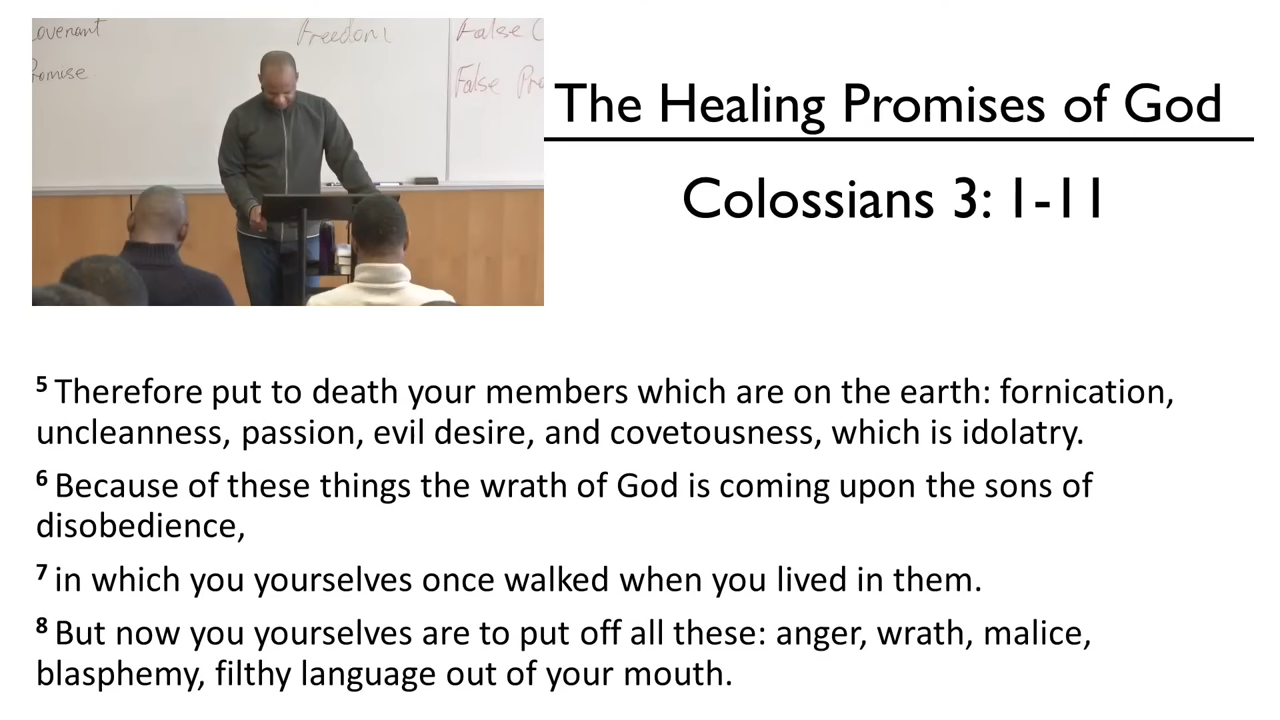 Freedom
False
False
The Healing Promises of God
Colossians 3: 1-11
5 Therefore put to death your members which are on the earth: fornication,
uncleanness, passion, evil desire, and covetousness, which is idolatry.
6 Because of these things the wrath of God is coming upon the sons of
disobedience,
7 in which you yourselves once walked when you lived in them.
8 But now you yourselves are to put off all these: anger, wrath, malice,
blasphemy, filthy language out of your mouth.